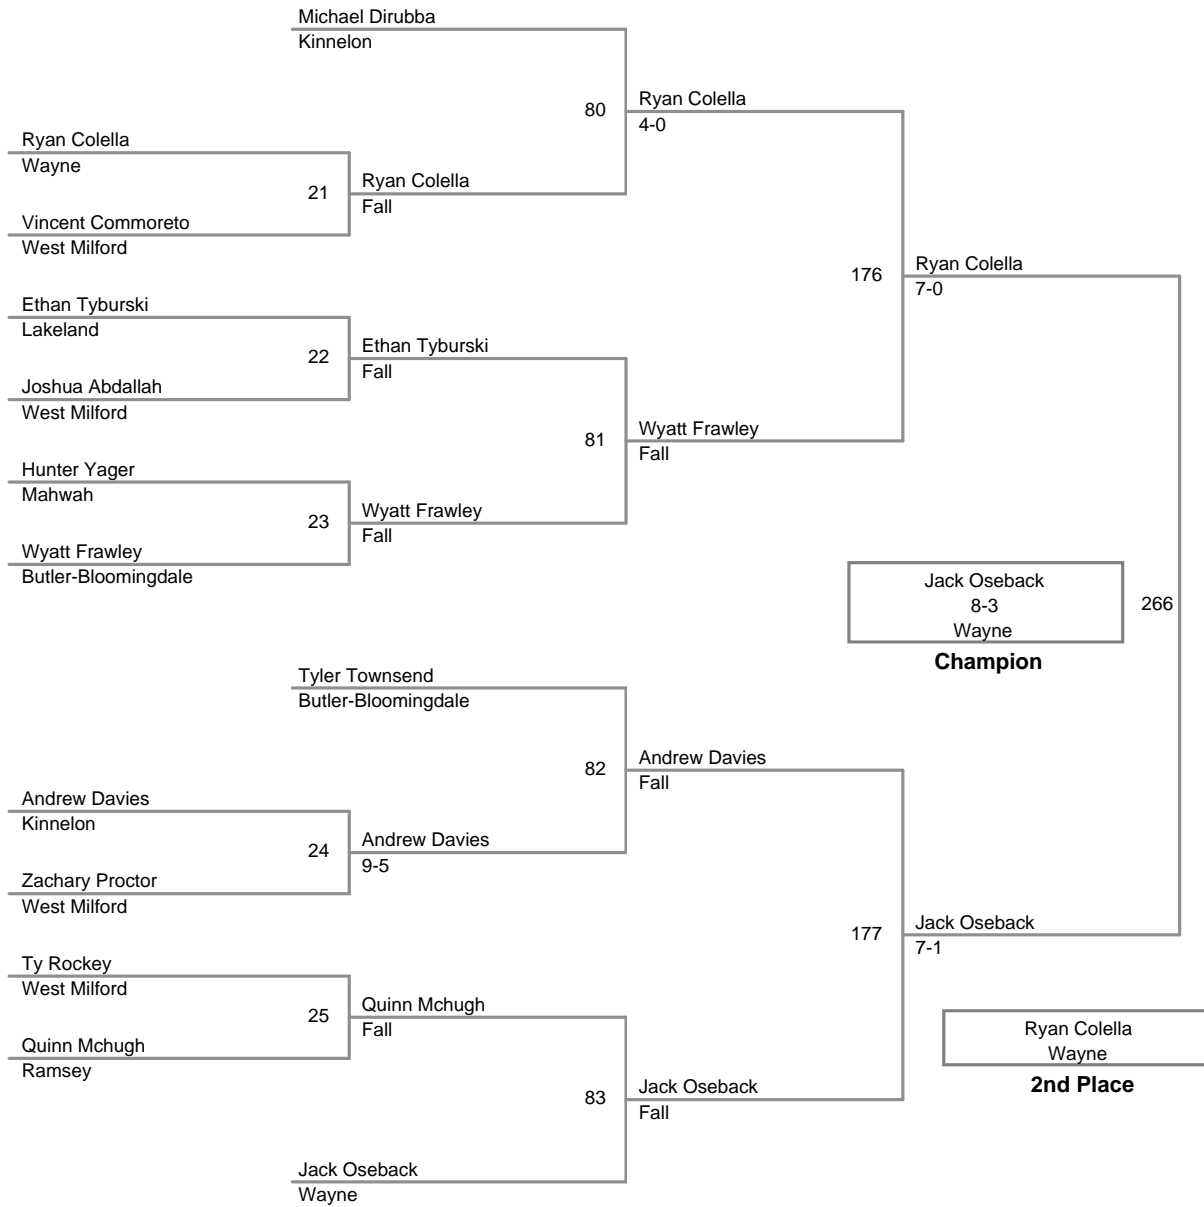 Michael Dirubba
Kinnelon
80
Ryan Colella
4-0
Ryan Colella
Wayne
21
Ryan Colella
Fall
Vincent Commoreto
West Milford
176
Ryan Colella
7-0
Ethan Tyburski
Lakeland
22
Ethan Tyburski
Fall
Joshua Abdallah
West Milford
81
Wyatt Frawley
Fall
Hunter Yager
Mahwah
23
Wyatt Frawley
Fall
Wyatt Frawley
Butler-Bloomingdale
Jack Oseback
8-3
Wayne
Champion
266
Tyler Townsend
Butler-Bloomingdale
82
Andrew Davies
Fall
Andrew Davies
Kinnelon
24
Andrew Davies
9-5
Zachary Proctor
West Milford
177
Jack Oseback
7-1
Ty Rockey
West Milford
25
Quinn Mchugh
Fall
Quinn Mchugh
Ramsey
Ryan Colella
Wayne
2nd Place
83
Jack Oseback
Fall
Jack Oseback
Wayne